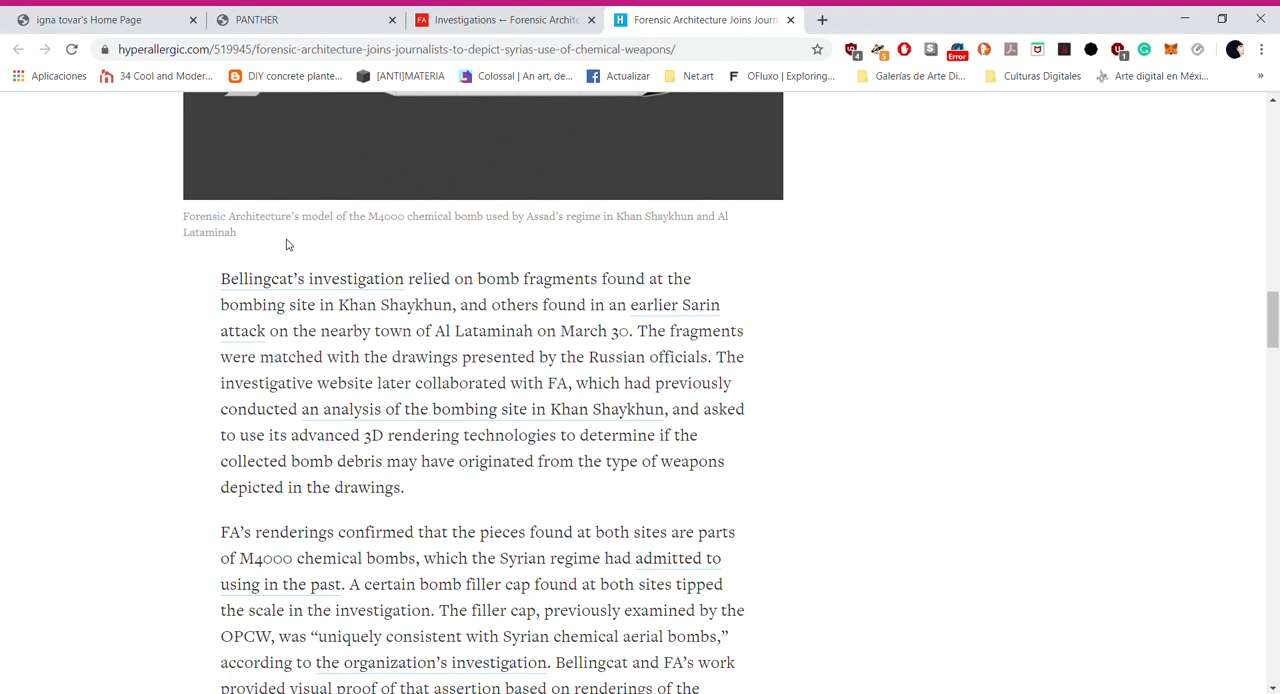 igna tovar's Home Page
PANTHER
Investigations ← Forensic Archite
Forensic Architecture Joins Journ
hyperallergic.com/519945/forensic-architecture-joins-journalists-to-depict-syrias-use-of-chemical-weapons/
4
5
Error
1
Aplicaciones
34 Cool and Moder...
DIY concrete plante...
[ANTI]MATERIA
Colossal | An art, de...
Actualizar
Net.art
OFluxo | Exploring...
Galerías de Arte Di...
Culturas Digitales
Arte digital en Méxi...
»
Forensic Architecture's model of the M4000 chemical bomb used by Assad's regime in Khan Shaykhun and Al
Lataminah
Bellingcat's investigation relied on bomb fragments found at the
bombing site in Khan Shaykhun, and others found in an earlier Sarin
attack on the nearby town of Al Lataminah on March 30. The fragments
were matched with the drawings presented by the Russian officials. The
investigative website later collaborated with FA, which had previously
conducted an analysis of the bombing site in Khan Shaykhun, and asked
to use its advanced 3D rendering technologies to determine if the
collected bomb debris may have originated from the type of weapons
depicted in the drawings.
FA's renderings confirmed that the pieces found at both sites are parts
of M4000 chemical bombs, which the Syrian regime had admitted to
using in the past. A certain bomb filler cap found at both sites tipped
the scale in the investigation. The filler cap, previously examined by the
OPCW, was “uniquely consistent with Syrian chemical aerial bombs,”
according to the organization's investigation. Bellingcat and FA's work
provided visual proof of that assertion based on renderings of the